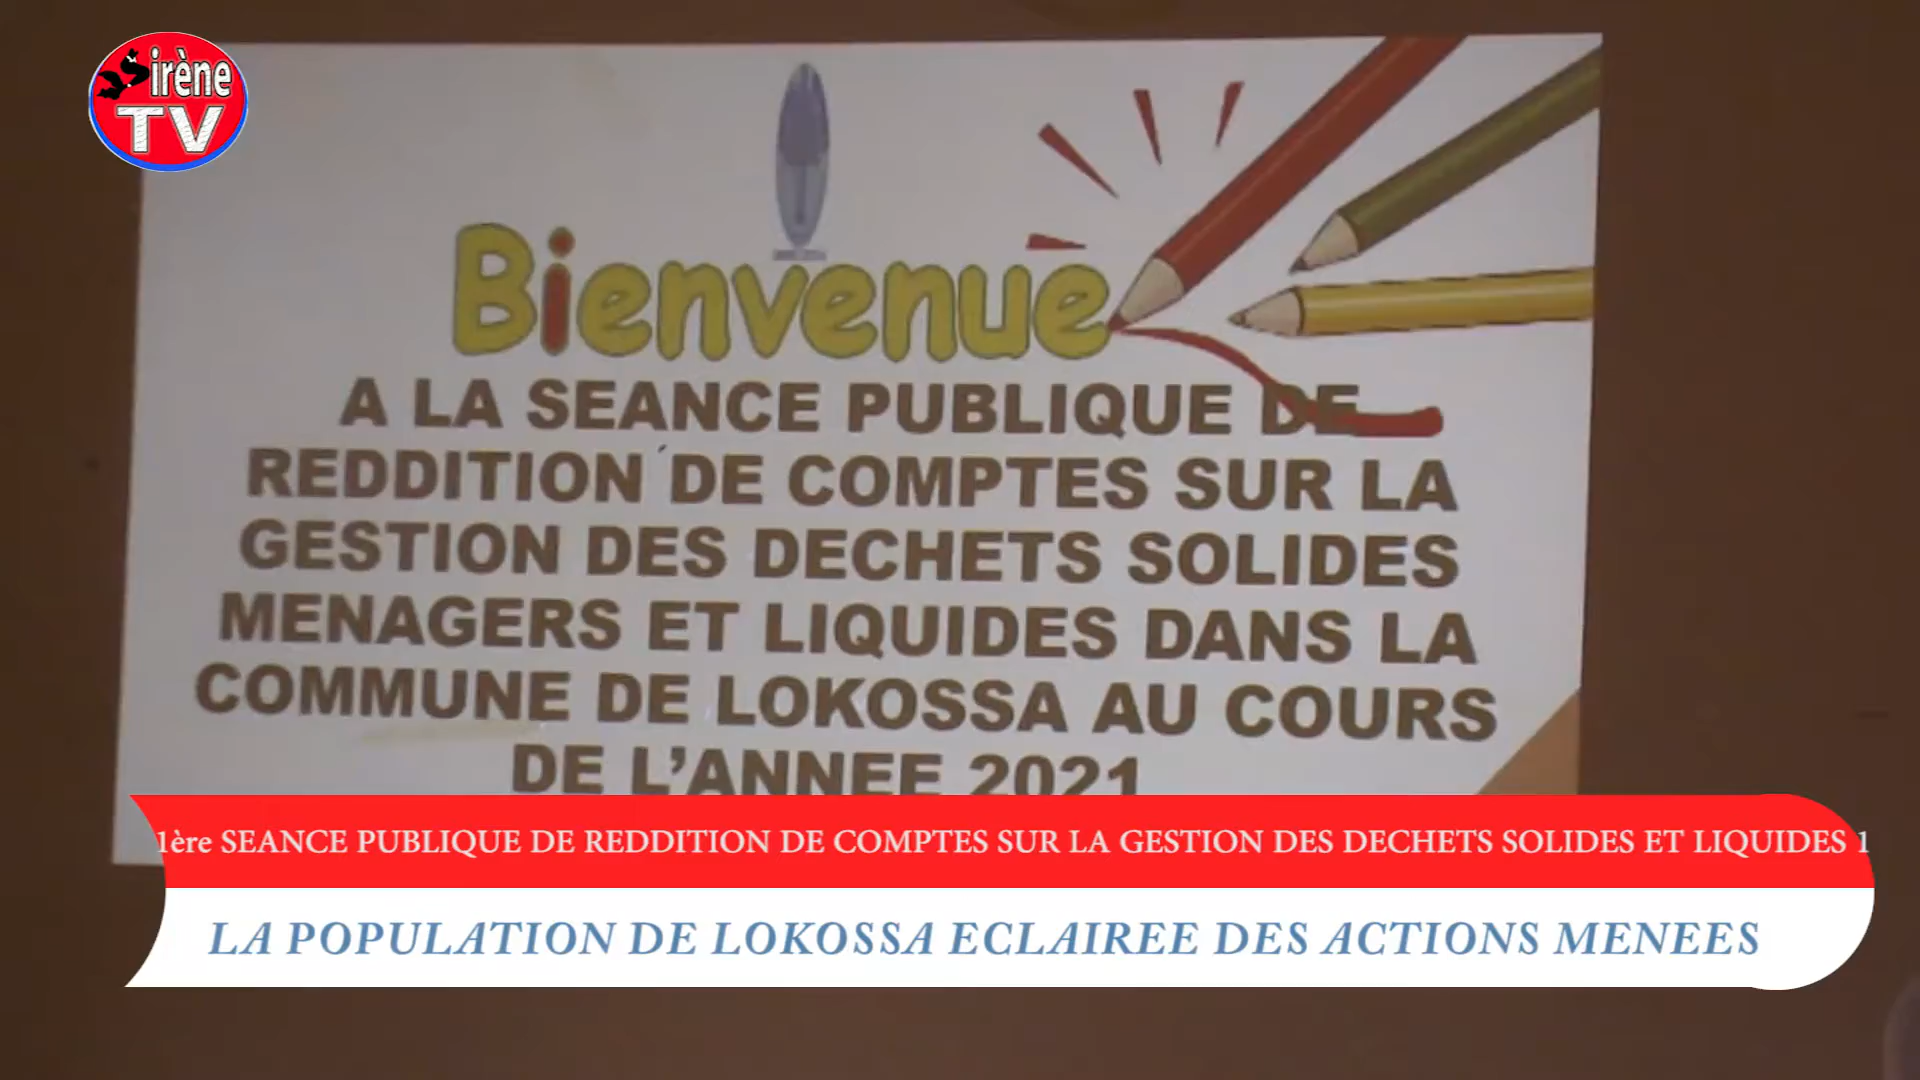 Sirène
TV
Bienvenue
A LA SEANCE PUBLIQUE DE
REDDITION DE COMPTES SUR LA
GESTION DES DECHETS SOLIDES
MENAGERS ET LIQUIDES DANS LA
COMMUNE DE LOKOSSA AU COURS
DE L'ANNEE 2021
1ère SEANCE PUBLIQUE DE REDDITION DE COMPTES SUR LA GESTION DES DECHETS SOLIDES ET LIQUIDES 1
LA POPULATION DE LOKOSSA ECLAIREE DES ACTIONS MENEES